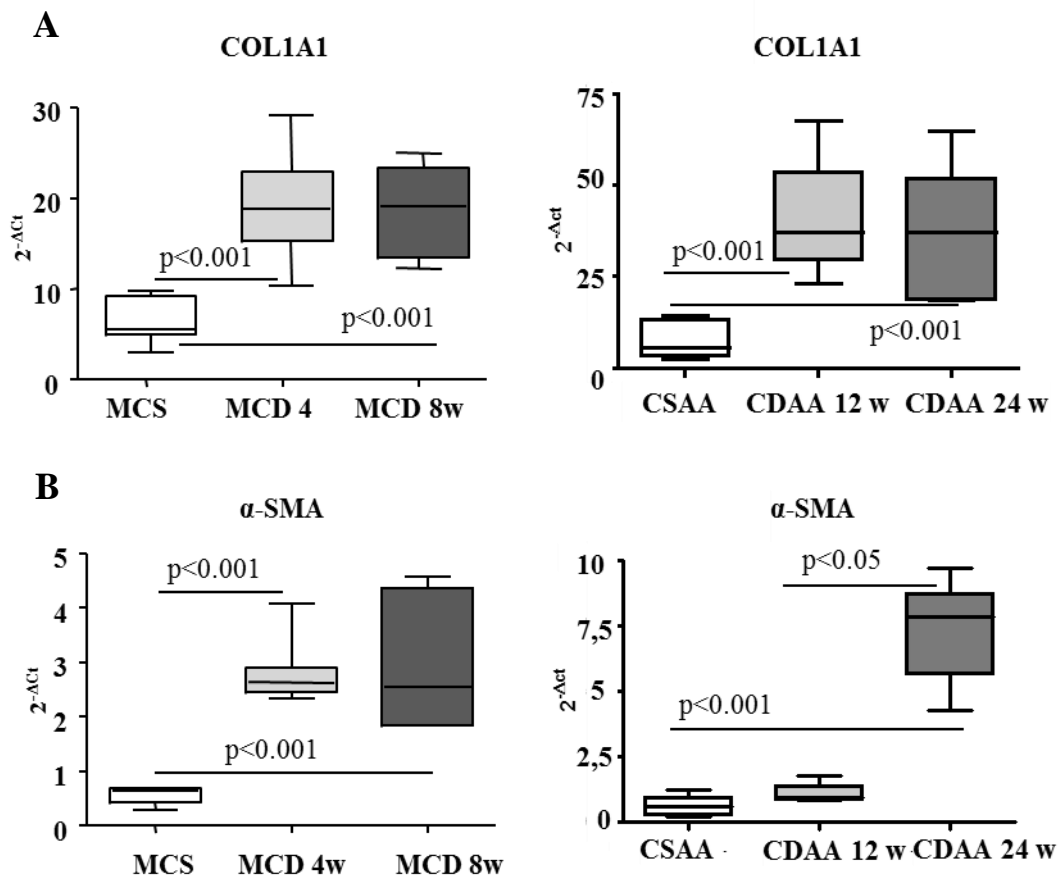 A
COL1A1
30
20
10
0
2^-ΔCt
p<0.001
p<0.001
MCS MCD 4 MCD 8w
COL1A1
75
50
25
0
2^-Δct
p<0.001
p<0.001
CSAA CDAA 12 w CDAA 24 w
B
α-SMA
5
4
3
2
1
0
2^-ΔCt
p<0.001
p<0.001
MCS MCD 4w MCD 8w
α-SMA
10
7,5
5
2,5
0
2^-Δct
p<0.05
p<0.001
CSAA CDAA 12 w CDAA 24 w